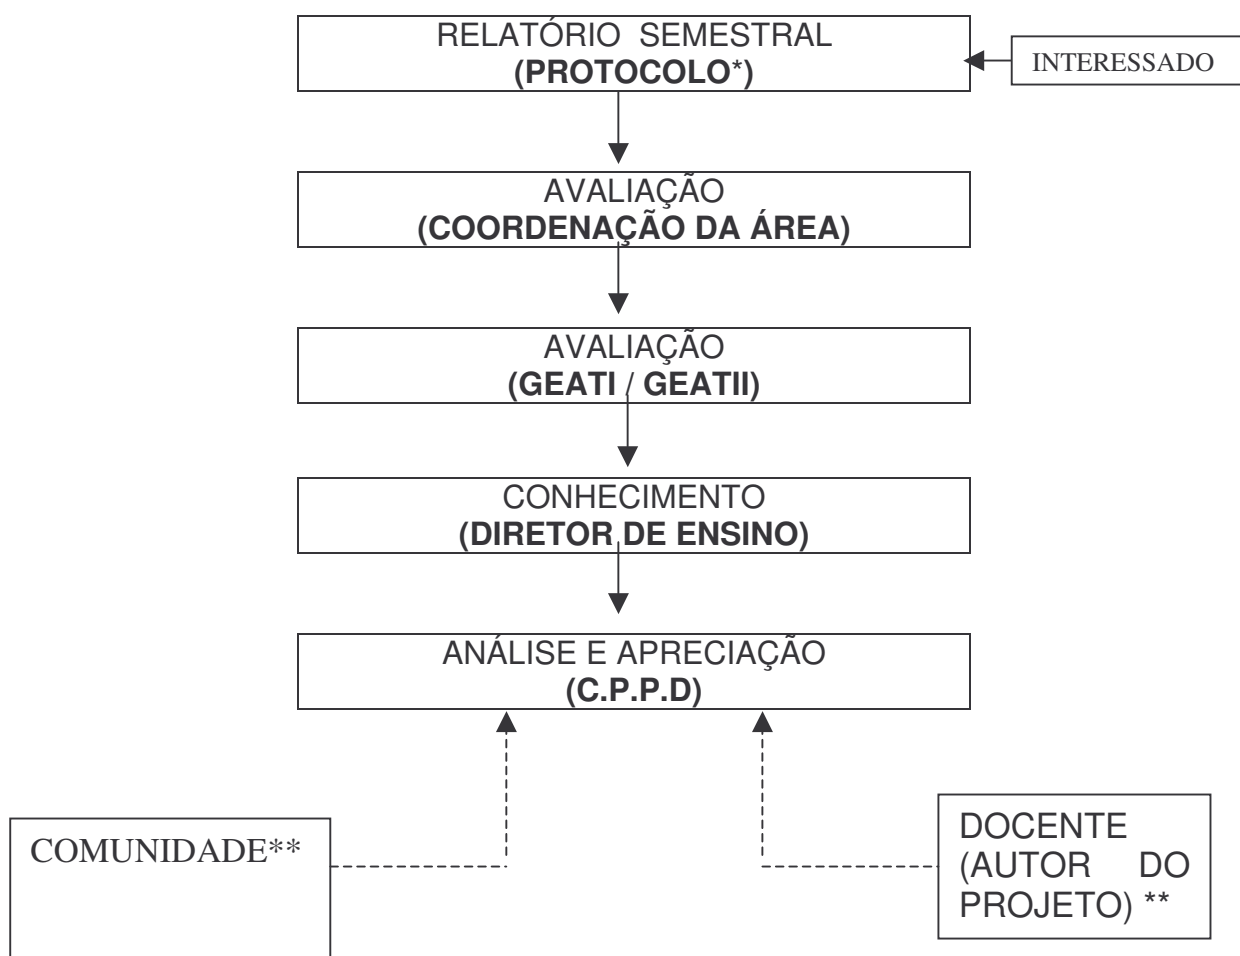 RELATÓRIO SEMESTRAL
(PROTOCOLO*)
INTERESSADO
AVALIAÇÃO
(COORDENAÇÃO DA ÁREA)
AVALIAÇÃO
(GEATI / GEATII)
CONHECIMENTO
(DIRETOR DE ENSINO)
ANÁLISE E APRECIAÇÃO
(C.P.P.D)
COMUNIDADE**
DOCENTE
(AUTOR DO
PROJETO) **